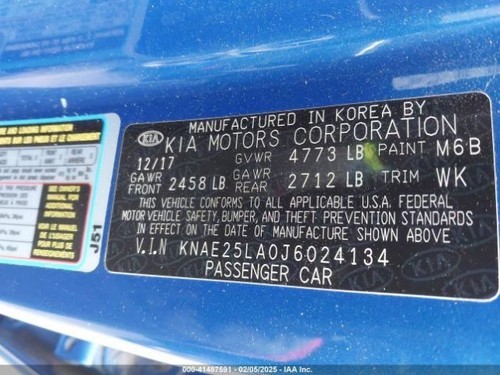 MANUFACTURED IN KOREA BY
KIA KIA MOTORS CORPORATION
12/17 GVWR 4773 LB PAINT M6B
GAWR FRONT 2458 LB GAWR REAR 2712 LB TRIM WK
THIS VEHICLE CONFORMS TO ALL APPLICABLE U.S.A. FEDERAL
MOTOR VEHICLE SAFETY, BUMPER, AND THEFT PREVENTION STANDARDS
IN EFFECT ON THE DATE OF MANUFACTURE SHOWN ABOVE
V.I.N KNAE25LA0J6024134
PASSENGER CAR
J51
000-41487591 - 02/05/2025 - IAA Inc.